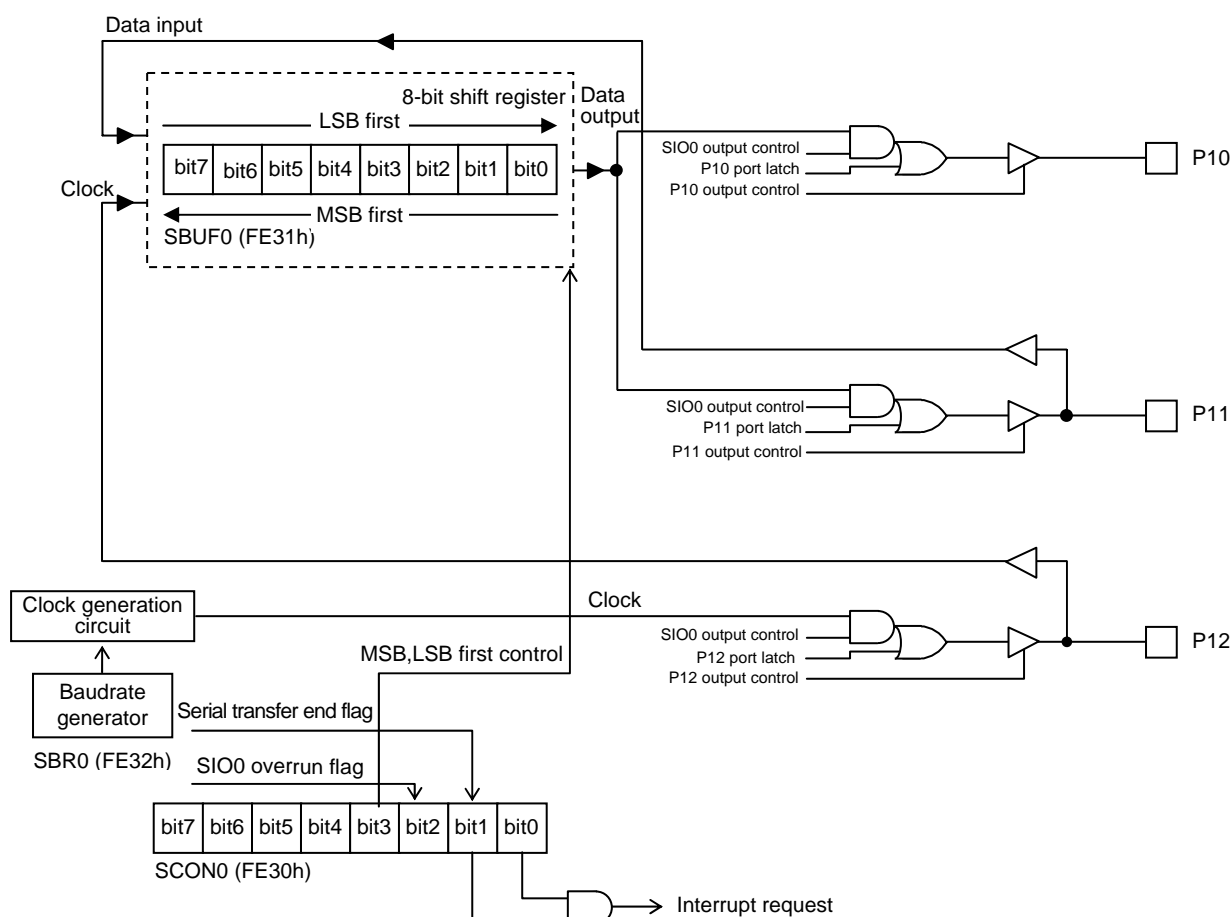 Data input
8-bit shift register
Data
output
LSB first
bit7 bit6 bit5 bit4 bit3 bit2 bit1 bit0
Clock
MSB first
SBUF0 (FE31h)
SIO0 output control
P10 port latch
P10 output control
P10
SIO0 output control
P11 port latch
P11 output control
P11
Clock generation
circuit
Clock
SIO0 output control
P12 port latch
P12 output control
P12
MSB,LSB first control
Baudrate
generator
SBR0 (FE32h)
Serial transfer end flag
SIO0 overrun flag
bit7 bit6 bit5 bit4 bit3 bit2 bit1 bit0
SCON0 (FE30h)
Interrupt request